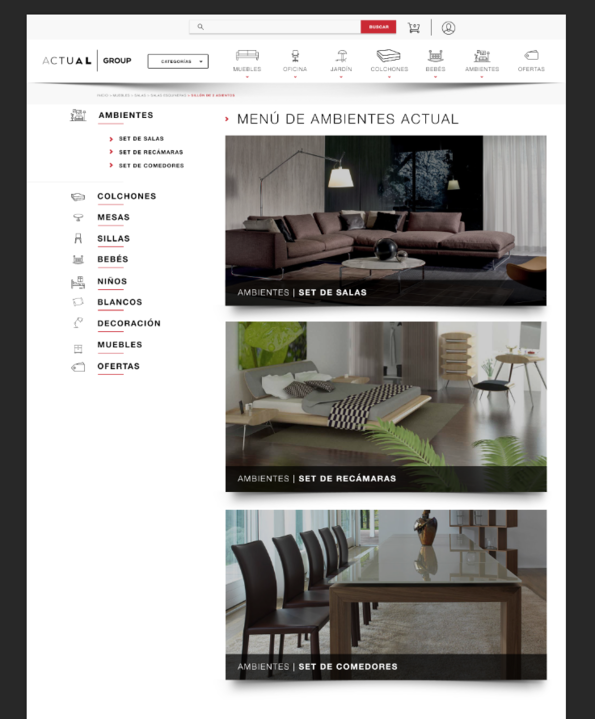 BUSCAR
ACTUAL | GROUP
CATEGORÍAS
MUEBLES
OFICINA
JARDÍN
COLCHONES
BEBÉS
AMBIENTES
OFERTAS
AMBIENTES
SET DE SALAS
SET DE RECÁMARAS
SET DE COMEDORES
COLCHONES
MESAS
SILLAS
BEBÉS
NIÑOS
BLANCOS
DECORACIÓN
MUEBLES
OFERTAS
MENÚ DE AMBIENTES ACTUAL
AMBIENTES | SET DE SALAS
AMBIENTES | SET DE RECÁMARAS
AMBIENTES | SET DE COMEDORES